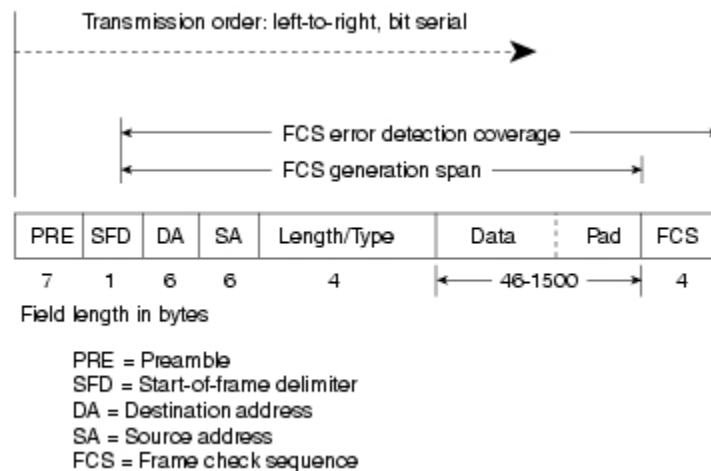 Transmission order: left-to-right, bit serial
FCS error detection coverage
FCS generation span
PRE SFD DA SA Length/Type Data Pad FCS
7 1 6 6 4 46-1500 4
Field length in bytes
PRE = Preamble
SFD = Start-of-frame delimiter
DA = Destination address
SA = Source address
FCS = Frame check sequence